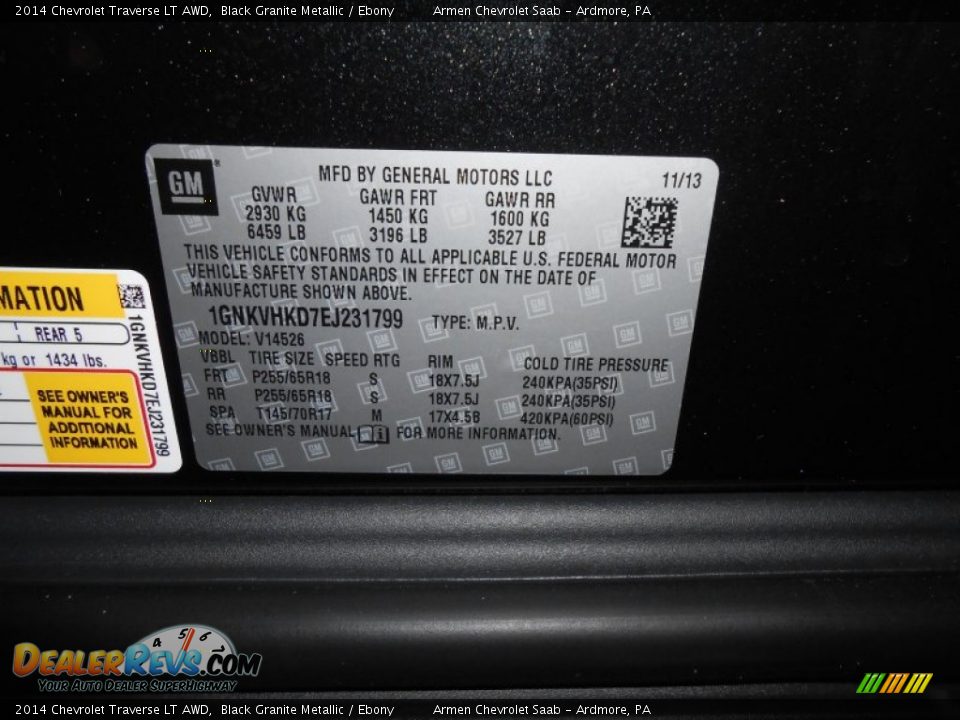 2014 Chevrolet Traverse LT AWD, Black Granite Metallic / Ebony Armen Chevrolet Saab - Ardmore, PA
GM
MFD BY GENERAL MOTORS LLC 11/13
GVWR GAWR FRT GAWR RR
2930 KG 1450 KG 1600 KG
6459 LB 3196 LB 3527 LB
THIS VEHICLE CONFORMS TO ALL APPLICABLE U.S. FEDERAL MOTOR
VEHICLE SAFETY STANDARDS IN EFFECT ON THE DATE OF
MANUFACTURE SHOWN ABOVE.
1GNKVHKD7EJ231799 TYPE: M.P.V.
MODEL: V14526
VBBL TIRE SIZE SPEED RTG RIM COLD TIRE PRESSURE
FRT P255/65R18 S 18X7.5J 240KPA(35PSI)
RR P255/65R18 S 18X7.5J 240KPA(35PSI)
SPA T145/70R17 M 17X4.5B 420KPA(60PSI)
SEE OWNER'S MANUAL FOR MORE INFORMATION.
MATION
REAR 5
kg or 1434 lbs.
SEE OWNER'S
MANUAL FOR
ADDITIONAL
INFORMATION
1GNKVHKD7EJ231799
4 5 6 7
DEALERREVS.COM
YOUR AUTO DEALER SUPERHIGHWAY
2014 Chevrolet Traverse LT AWD, Black Granite Metallic / Ebony Armen Chevrolet Saab - Ardmore, PA